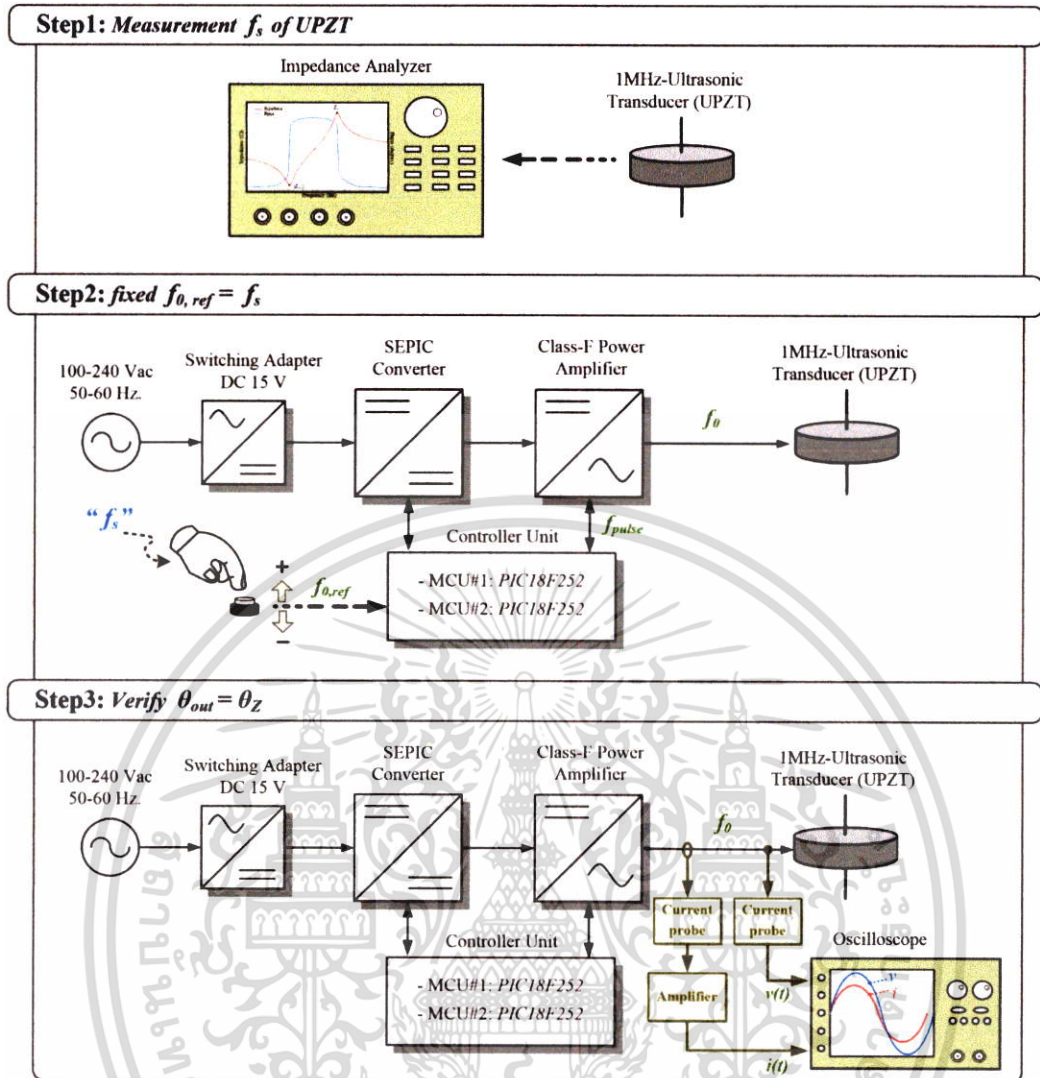 Step1: Measurement fs of UPZT
Impedance Analyzer
1MHz-Ultrasonic
Transducer (UPZT)
Step2: fixed f0, ref = fs
100-240 Vac
50-60 Hz.
Switching Adapter
DC 15 V
SEPIC
Converter
Class-F Power
Amplifier
1MHz-Ultrasonic
Transducer (UPZT)
f0
“fs”
+
f0,ref
−
fpulse
Controller Unit
- MCU#1: PIC18F252
- MCU#2: PIC18F252
Step3: Verify θout = θZ
100-240 Vac
50-60 Hz.
Switching Adapter
DC 15 V
SEPIC
Converter
Class-F Power
Amplifier
1MHz-Ultrasonic
Transducer (UPZT)
f0
Current
probe
Current
probe
Oscilloscope
v
i
Controller Unit
- MCU#1: PIC18F252
- MCU#2: PIC18F252
Amplifier
v(t)
i(t)